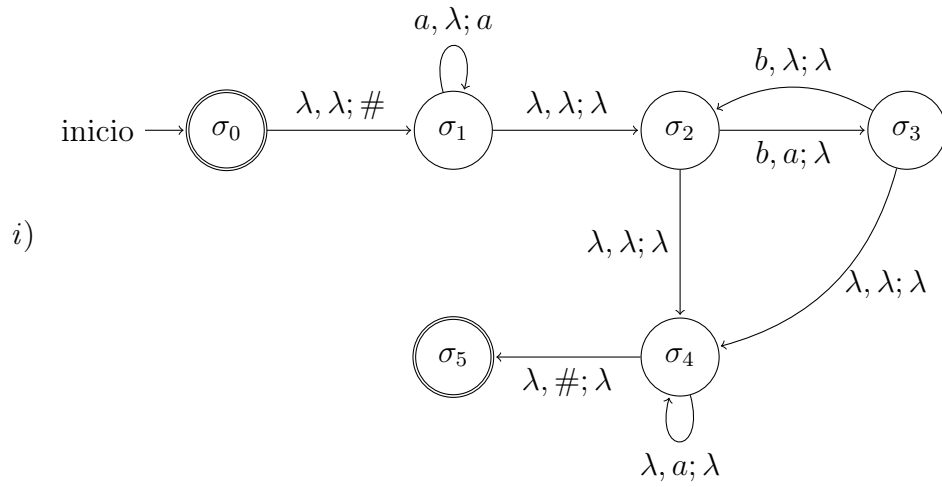 a, λ; a
b, λ; λ
inicio σ₀ λ, λ; # σ₁ λ, λ; λ σ₂ b, a; λ σ₃
i)
λ, λ; λ
λ, λ; λ
σ₅ λ, #; λ σ₄
λ, a; λ